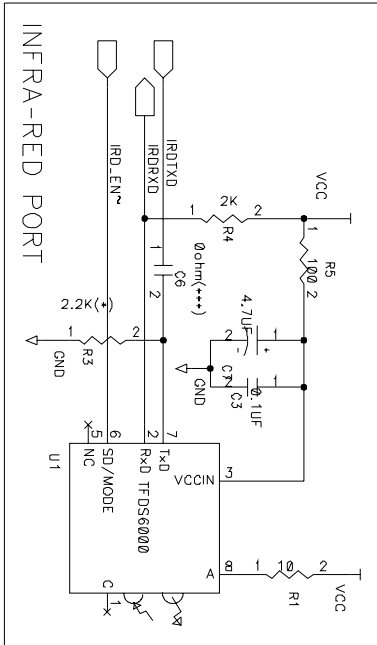 VCC
R5
100
1
2
2K
1
2
R4
IRDTXD
IRDRXD
IRD_EN~
1
2
C6
0ohm(***)
2.2K(*)
1
2
R3
GND
4.7UF
2
1
-
+
C7
2
1
C3
0.1UF
GND
VCC
10
1
2
R1
U1
TFDS6000
VCCIN
3
A
8
TxD
7
RxD
2
SD/MODE
6
NC
5
C
1
INFRA-RED PORT